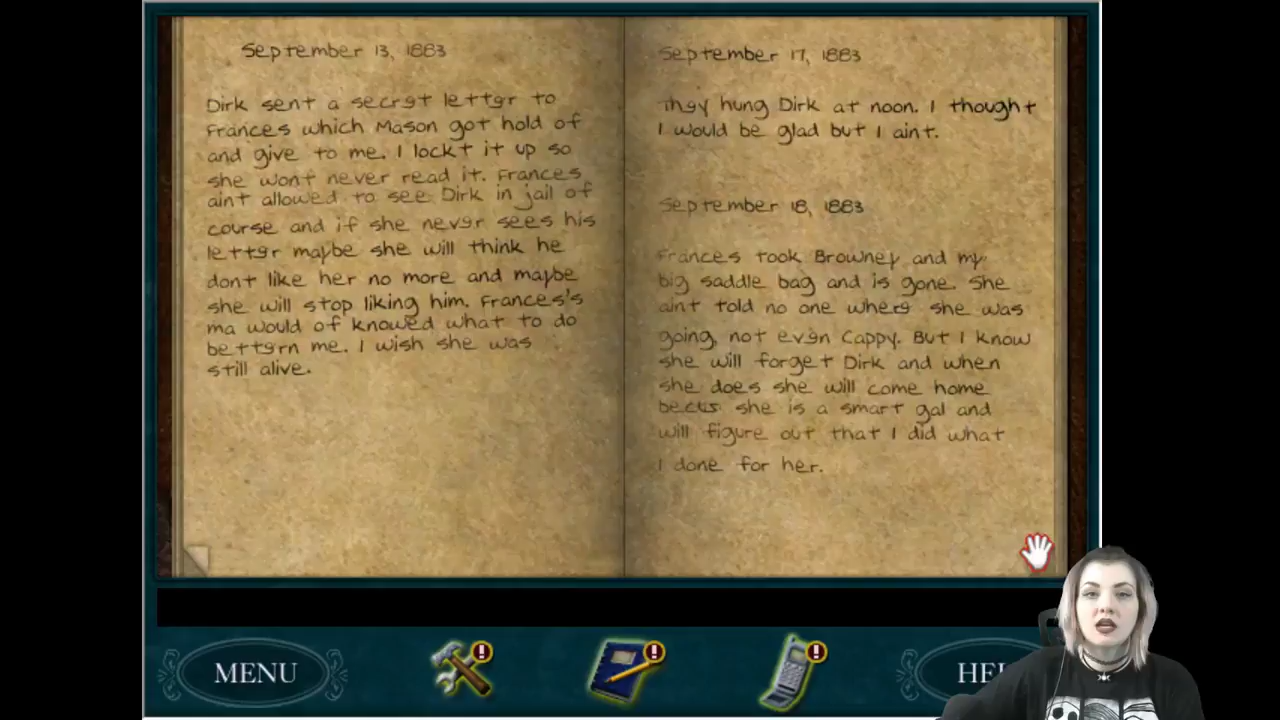 September 13, 1883
Dirk sent a secret letter to
Frances which Mason got hold of
and give to me. I lockt it up so
she wont never read it. Frances
aint allowed to see Dirk in jail of
course and if she never sees his
letter maybe she will think he
dont like her no more and maybe
she will stop liking him. Frances's
ma would of knowed what to do
bettern me. I wish she was
still alive.
September 17, 1883
They hung Dirk at noon. I thought
I would be glad but I aint.
September 18, 1883
Frances took Browney and my
big saddle bag and is gone. She
aint told no one where she was
going, not even Cappy. But I know
she will forget Dirk and when
she does she will come home
becus she is a smart gal and
will figure out that I did what
I done for her.
MENU